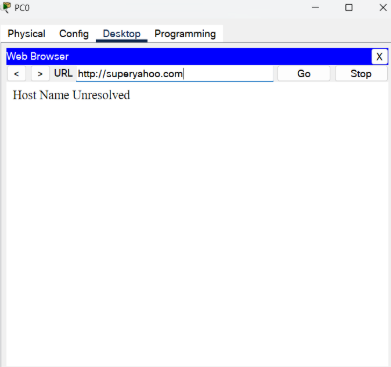 PC0
Physical Config Desktop Programming
Web Browser X
< > URL http://superyahoo.com Go Stop
Host Name Unresolved